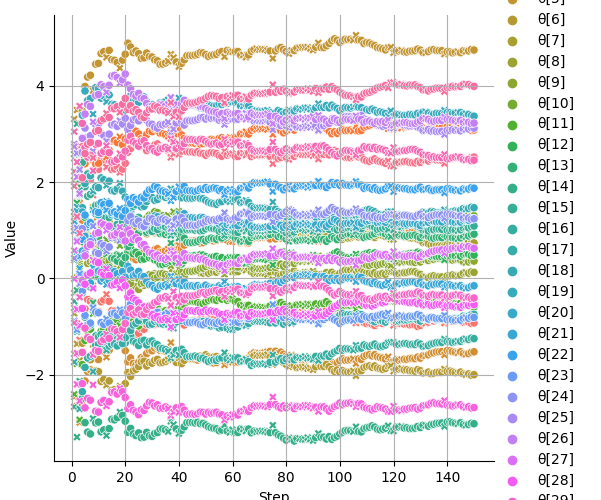 θ[5]
θ[6]
θ[7]
θ[8]
θ[9]
θ[10]
θ[11]
θ[12]
θ[13]
θ[14]
θ[15]
θ[16]
θ[17]
θ[18]
θ[19]
θ[20]
θ[21]
θ[22]
θ[23]
θ[24]
θ[25]
θ[26]
θ[27]
θ[28]
θ[29]
Value
4
2
0
−2
0 20 40 60 80 100 120 140
Step